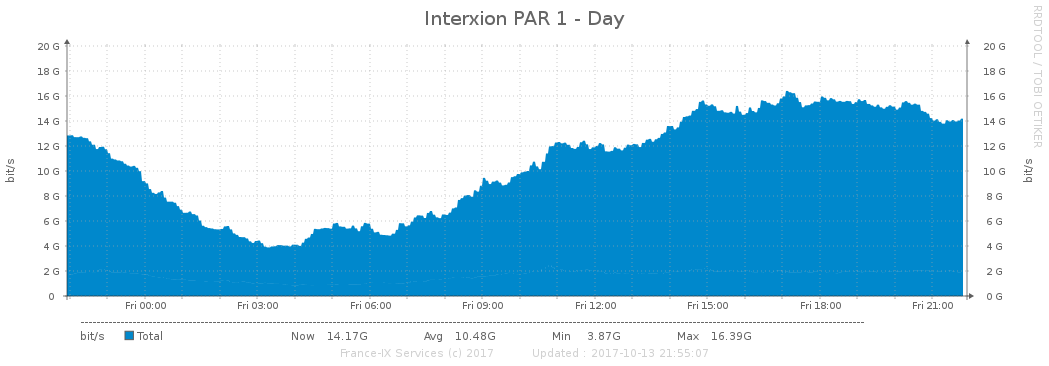 Interxion PAR 1 - Day
RRDTOOL / TOBI OETIKER
20 G 20 G
18 G 18 G
16 G 16 G
14 G 14 G
12 G 12 G
10 G 10 G
8 G 8 G
6 G 6 G
4 G 4 G
2 G 2 G
0 0 G
bit/s bit/s
Fri 00:00 Fri 03:00 Fri 06:00 Fri 09:00 Fri 12:00 Fri 15:00 Fri 18:00 Fri 21:00
bit/s Total Now 14.17G Avg 10.48G Min 3.87G Max 16.39G
France-IX Services (c) 2017 Updated : 2017-10-13 21:55:07